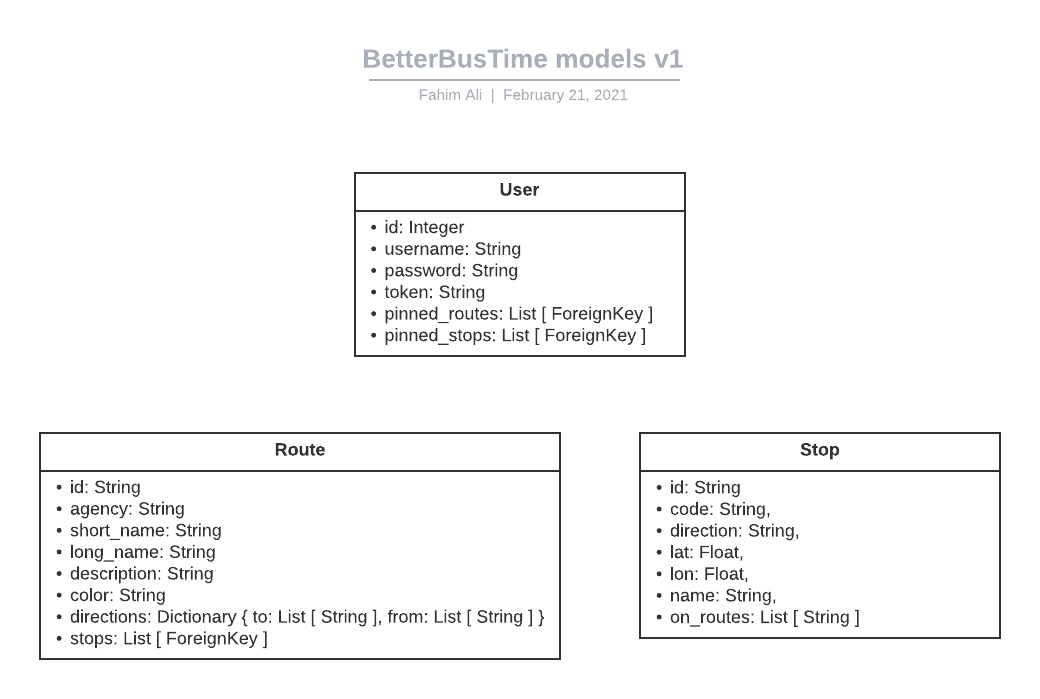 BetterBusTime models v1
Fahim Ali | February 21, 2021
User
• id: Integer
• username: String
• password: String
• token: String
• pinned_routes: List [ ForeignKey ]
• pinned_stops: List [ ForeignKey ]
Route
• id: String
• agency: String
• short_name: String
• long_name: String
• description: String
• color: String
• directions: Dictionary { to: List [ String ], from: List [ String ] }
• stops: List [ ForeignKey ]
Stop
• id: String
• code: String,
• direction: String,
• lat: Float,
• lon: Float,
• name: String,
• on_routes: List [ String ]